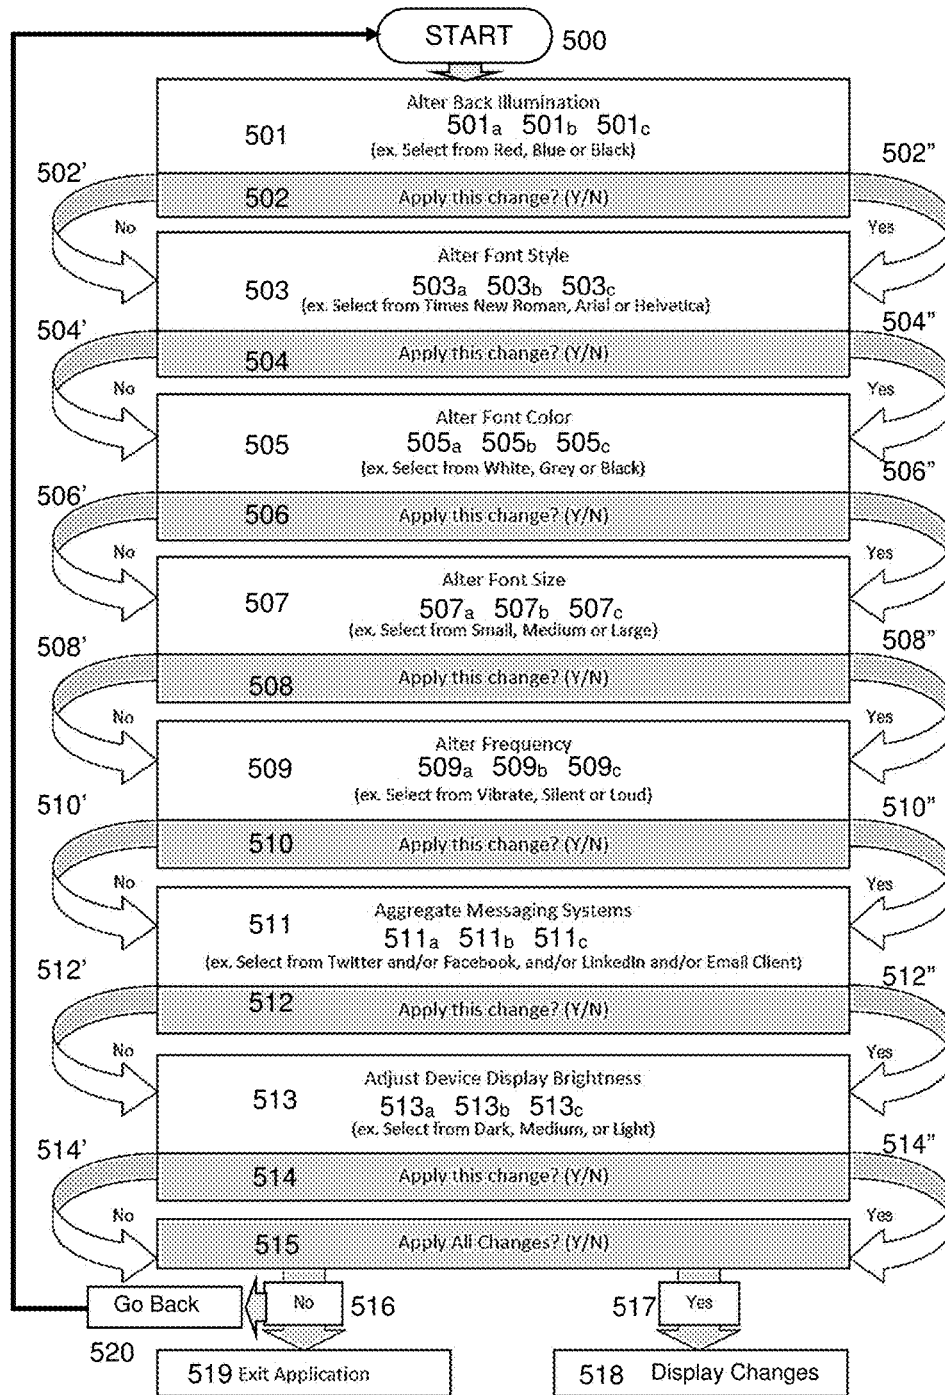 START 500
Alter Back Illumination
501 501a 501b 501c
(ex. Select from Red, Blue or Black)
502' 502"
502 Apply this change? (Y/N)
No Yes
Alter Font Style
503 503a 503b 503c
(ex. Select from Times New Roman, Arial or Helvetica)
504' 504"
504 Apply this change? (Y/N)
No Yes
Alter Font Color
505 505a 505b 505c
(ex. Select from White, Grey or Black)
506' 506"
506 Apply this change? (Y/N)
No Yes
Alter Font Size
507 507a 507b 507c
(ex. Select from Small, Medium or Large)
508' 508"
508 Apply this change? (Y/N)
No Yes
Alter Frequency
509 509a 509b 509c
(ex. Select from Vibrate, Silent or Loud)
510' 510"
510 Apply this change? (Y/N)
No Yes
Aggregate Messaging Systems
511 511a 511b 511c
(ex. Select from Twitter and/or Facebook, and/or LinkedIn and/or Email Client)
512' 512"
512 Apply this change? (Y/N)
No Yes
Adjust Device Display Brightness
513 513a 513b 513c
(ex. Select from Dark, Medium, or Light)
514' 514"
514 Apply this change? (Y/N)
No Yes
515 Apply All Changes? (Y/N)
Go Back No 516 517 Yes
520
519 Exit Application 518 Display Changes